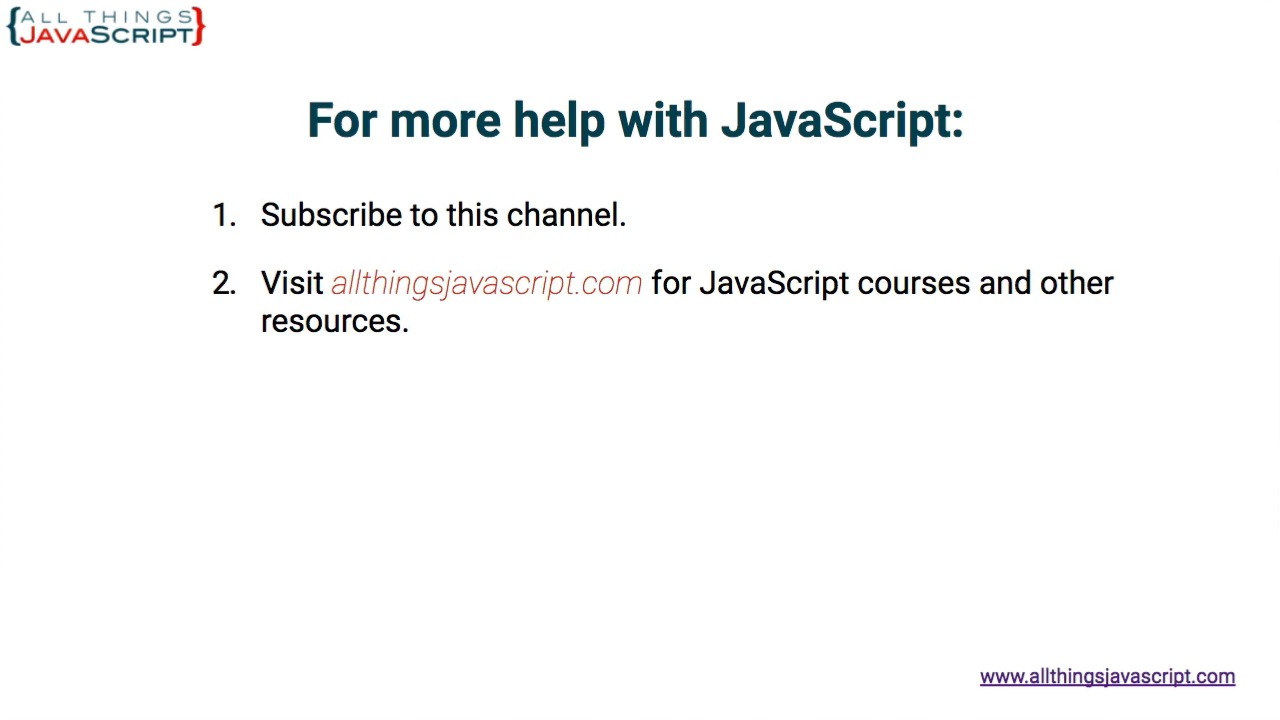 {ALL THINGS
JAVASCRIPT}
For more help with JavaScript:
1. Subscribe to this channel.
2. Visit allthingsjavascript.com for JavaScript courses and other
resources.
www.allthingsjavascript.com